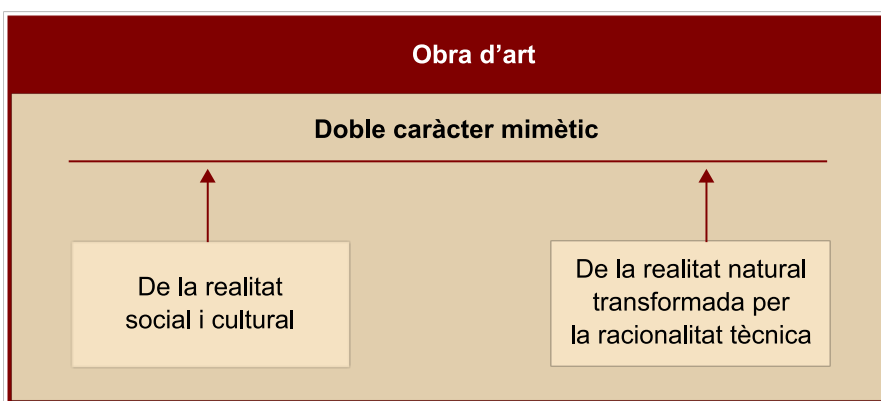 Obra d’art
Doble caràcter mimètic
De la realitat
social i cultural
De la realitat natural
transformada per
la racionalitat tècnica